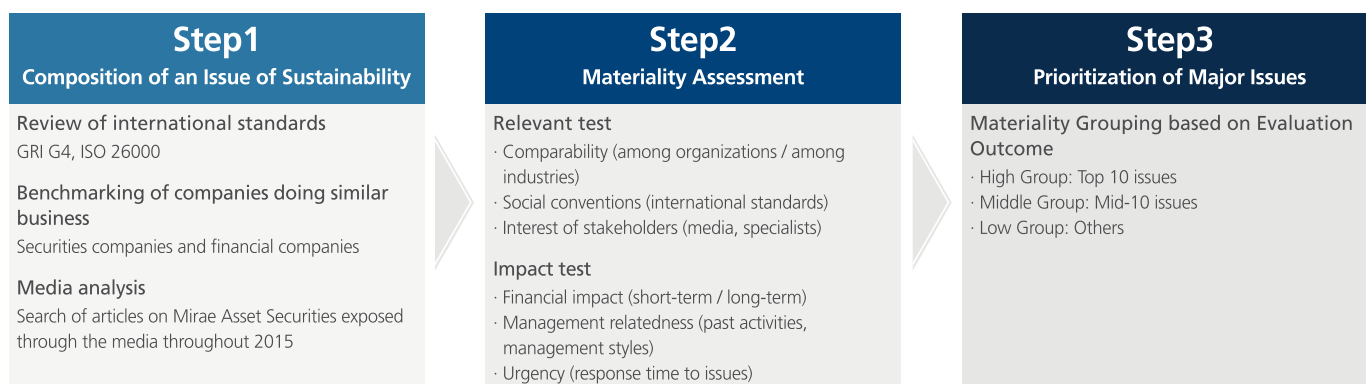 Step1
Composition of an Issue of Sustainability
Review of international standards
GRI G4, ISO 26000
Benchmarking of companies doing similar
business
Securities companies and financial companies
Media analysis
Search of articles on Mirae Asset Securities exposed
through the media throughout 2015
Step2
Materiality Assessment
Relevant test
· Comparability (among organizations / among
industries)
· Social conventions (international standards)
· Interest of stakeholders (media, specialists)
Impact test
· Financial impact (short-term / long-term)
· Management relatedness (past activities,
management styles)
· Urgency (response time to issues)
Step3
Prioritization of Major Issues
Materiality Grouping based on Evaluation
Outcome
· High Group: Top 10 issues
· Middle Group: Mid-10 issues
· Low Group: Others